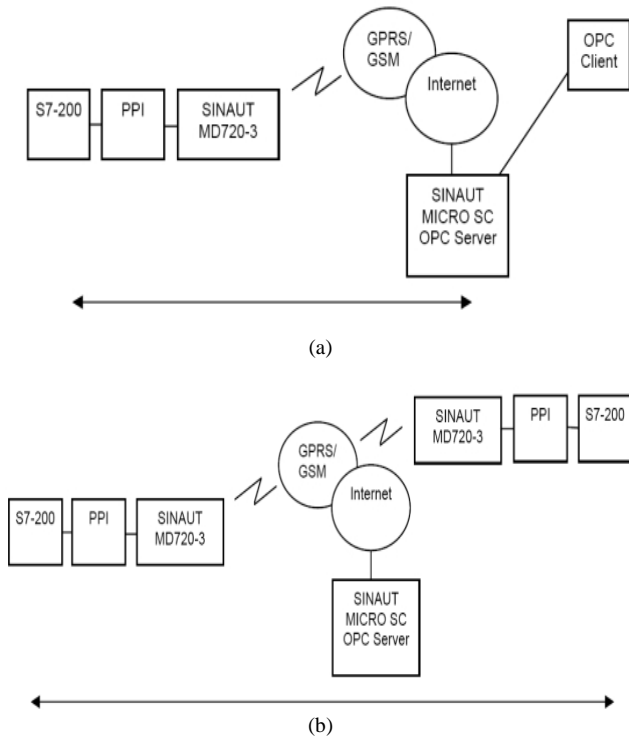 GPRS/
GSM
Internet
OPC
Client
S7-200
PPI
SINAUT
MD720-3
SINAUT
MICRO SC
OPC Server
(a)
SINAUT
MD720-3
PPI
S7-200
GPRS/
GSM
Internet
S7-200
PPI
SINAUT
MD720-3
SINAUT
MICRO SC
OPC Server
(b)